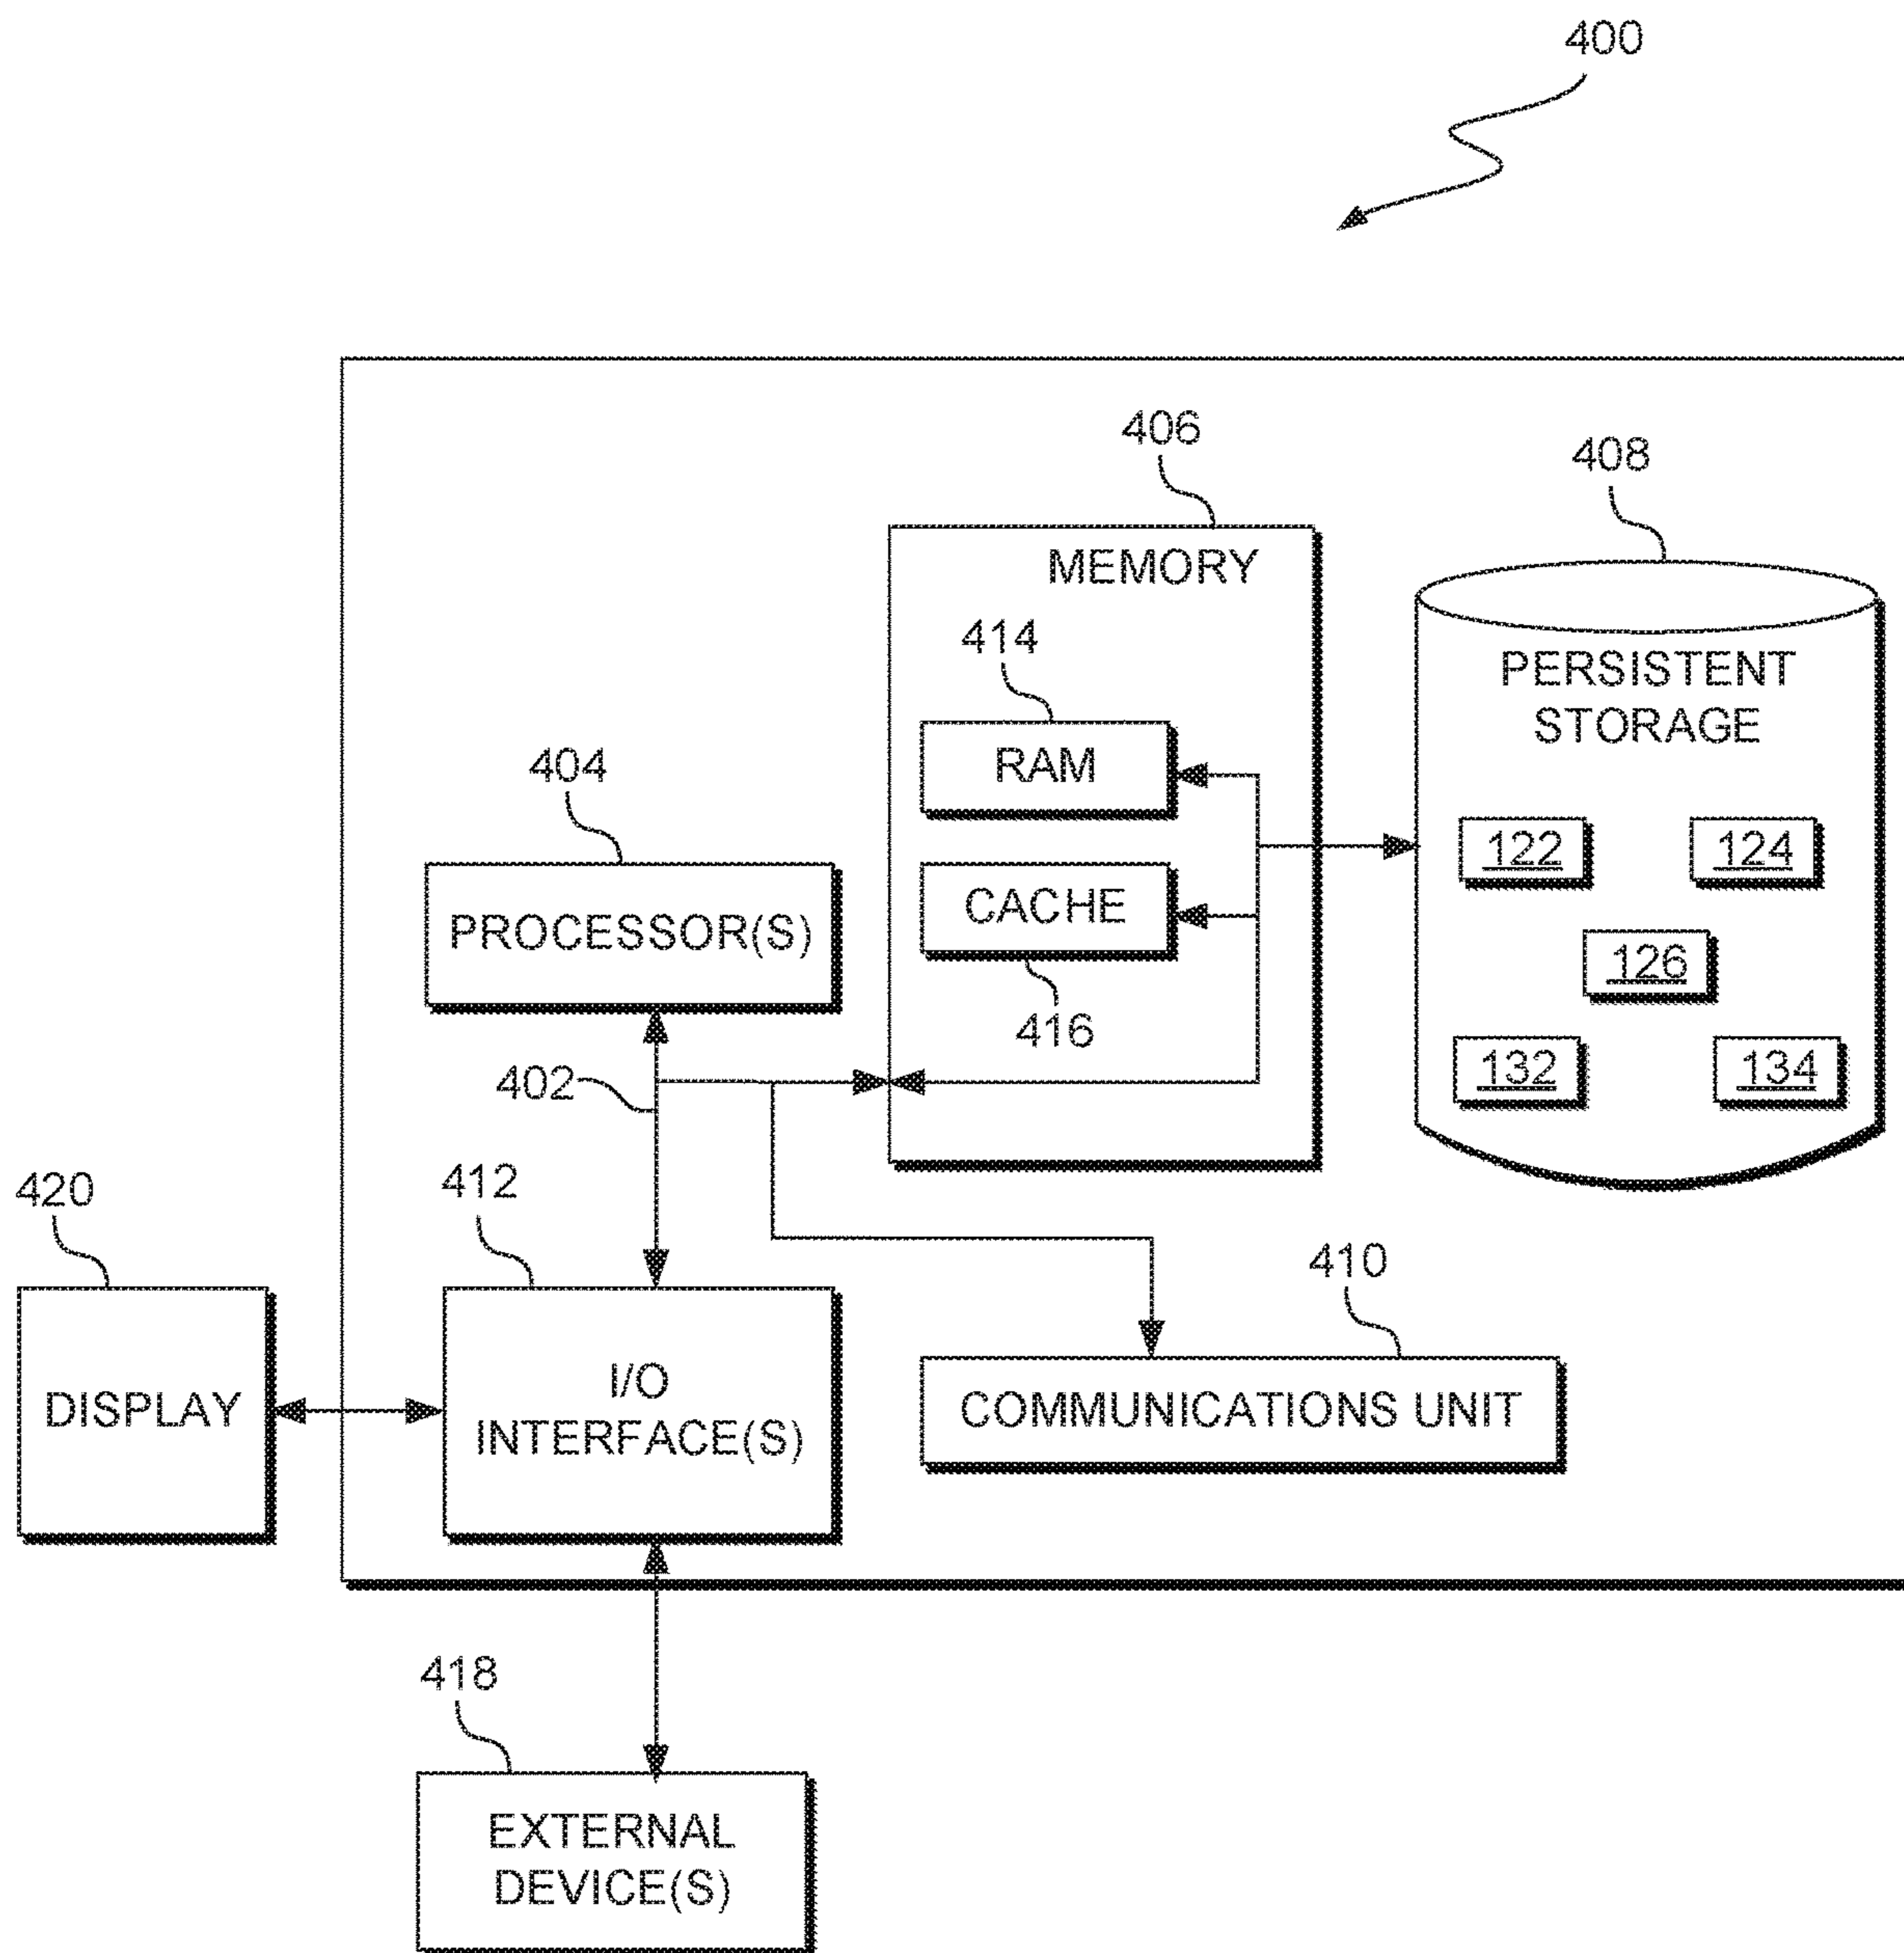 400
406
408
MEMORY
414
PERSISTENT
STORAGE
RAM
404
122
124
CACHE
PROCESSOR(S)
126
416
402
132
134
420
412
410
I/O
INTERFACE(S)
DISPLAY
COMMUNICATIONS UNIT
418
EXTERNAL
DEVICE(S)